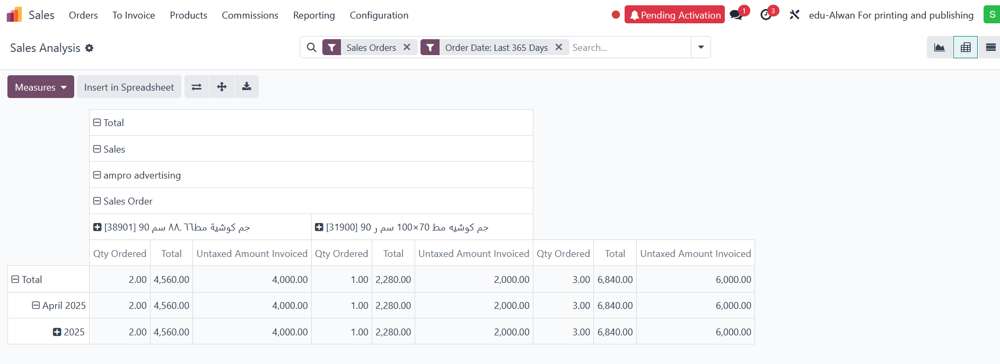 Sales Orders To Invoice Products Commissions Reporting Configuration Pending Activation 1 3 edu-Alwan For printing and publishing S
Sales Analysis Sales Orders Order Date: Last 365 Days Search...
Measures Insert in Spreadsheet
Total
Sales
ampro advertising
Sales Order
[38901] 90 جم كوشية مط٦٦ ـ٨٨ سم [31900] 90 جم كوشيه مط 70×100 سم ر
Qty Ordered Total Untaxed Amount Invoiced Qty Ordered Total Untaxed Amount Invoiced Qty Ordered Total Untaxed Amount Invoiced
Total 2.00 4,560.00 4,000.00 1.00 2,280.00 2,000.00 3.00 6,840.00 6,000.00
April 2025 2.00 4,560.00 4,000.00 1.00 2,280.00 2,000.00 3.00 6,840.00 6,000.00
2025 2.00 4,560.00 4,000.00 1.00 2,280.00 2,000.00 3.00 6,840.00 6,000.00